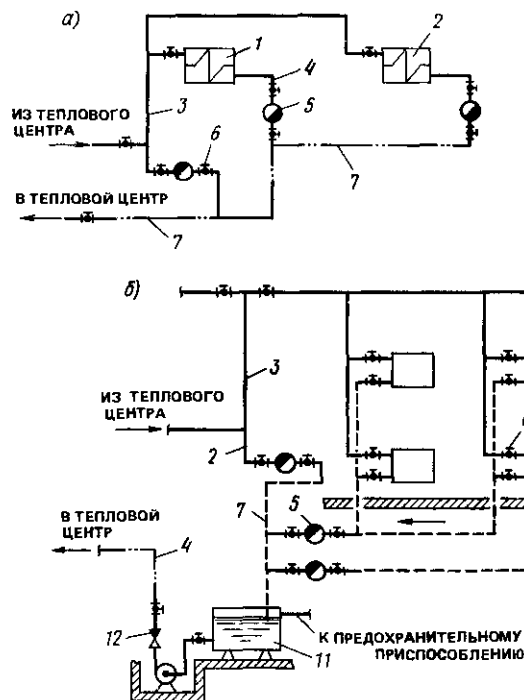 а)
1
2
4
3
5
ИЗ ТЕПЛОВОГО
ЦЕНТРА
6
7
В ТЕПЛОВОЙ ЦЕНТР
7
б)
3
ИЗ ТЕПЛОВОГО
ЦЕНТРА
2
5
7
В ТЕПЛОВОЙ
ЦЕНТР
4
12
11
К ПРЕДОХРАНИТЕЛЬНОМУ
ПРИСПОСОБЛЕНИЮ